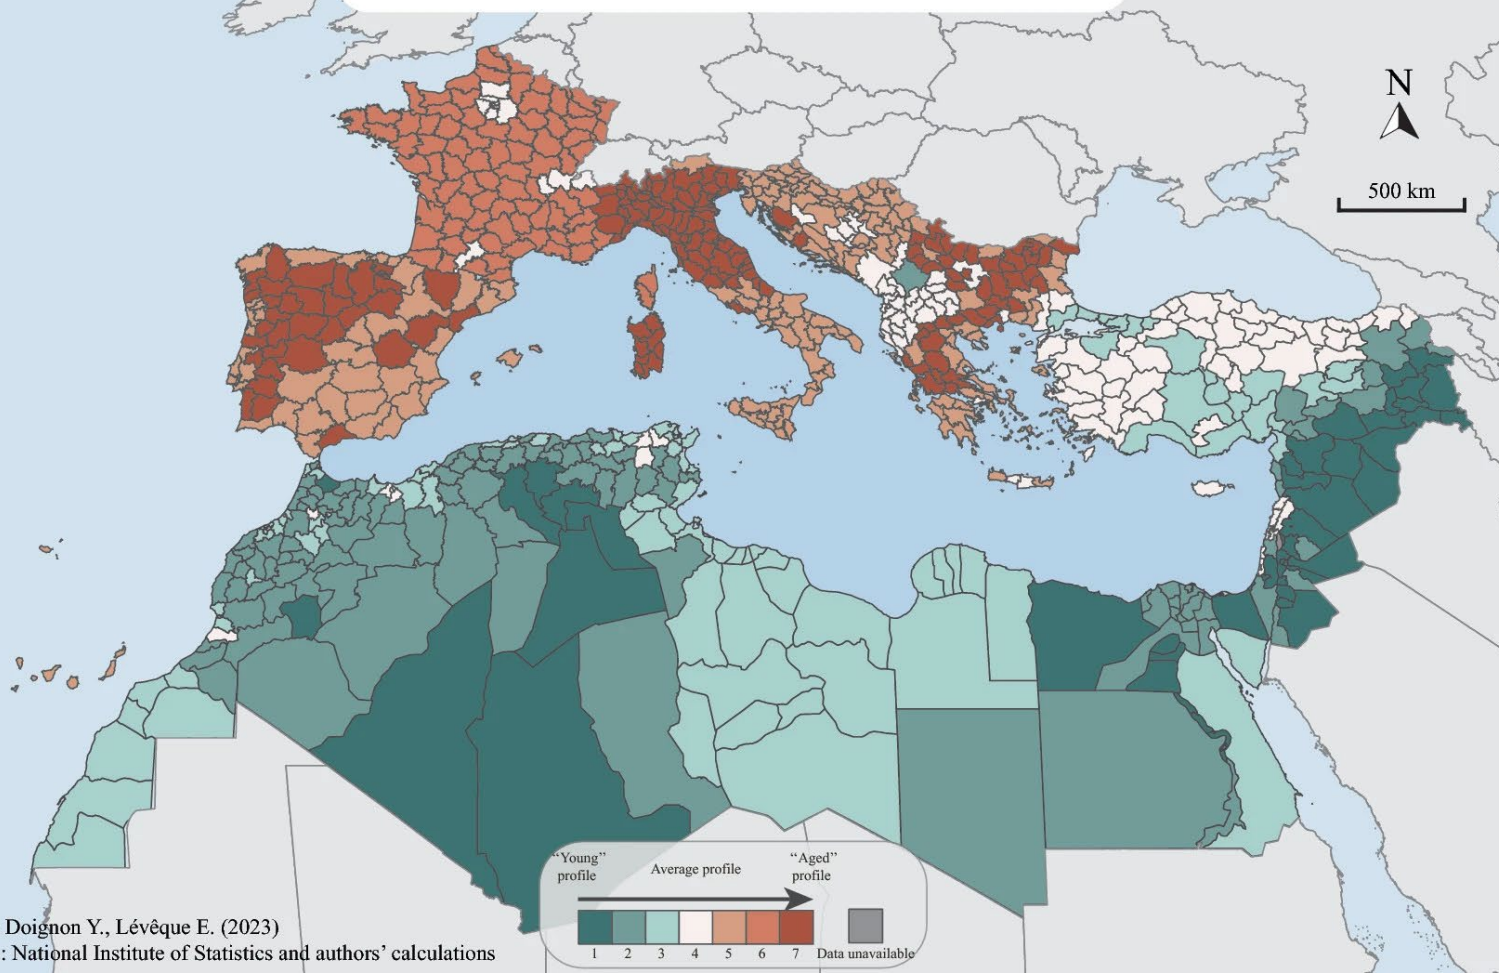 N
500 km
“Young”
profile
Average profile
“Aged”
profile
1 2 3 4 5 6 7 Data unavailable
Doignon Y., Lévêque E. (2023)
: National Institute of Statistics and authors’ calculations